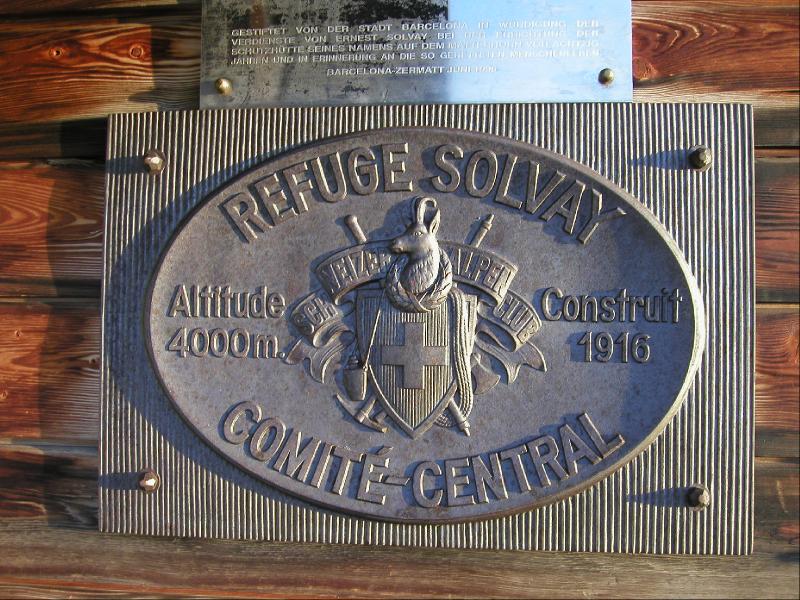 GESTIFTET VON DER STADT BARCELONA IN WÜRDIGUNG DER
VERDIENSTE VON ERNEST SOLVAY BEI DER ERRICHTUNG DER
SCHUTZHÜTTE SEINES NAMENS AUF DEM MATTERHORN VOR ACHTZIG
JAHREN UND IN ERINNERUNG AN DIE SO GERETTETEN MENSCHENLEBEN
BARCELONA-ZERMATT JUNI
REFUGE SOLVAY
SCHWEIZER ALPEN CLUB
Altitude
4000m.
Construit
1916
COMITÉ-CENTRAL